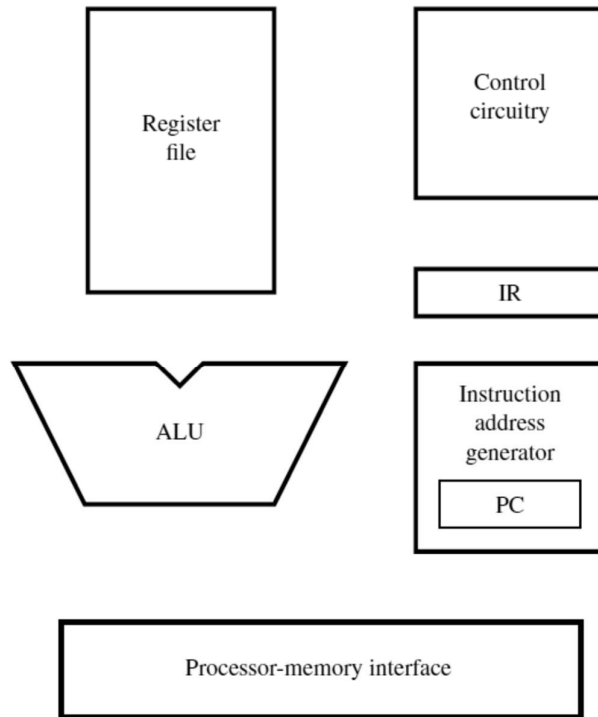 Register
file
Control
circuitry
IR
ALU
Instruction
address
generator
PC
Processor-memory interface